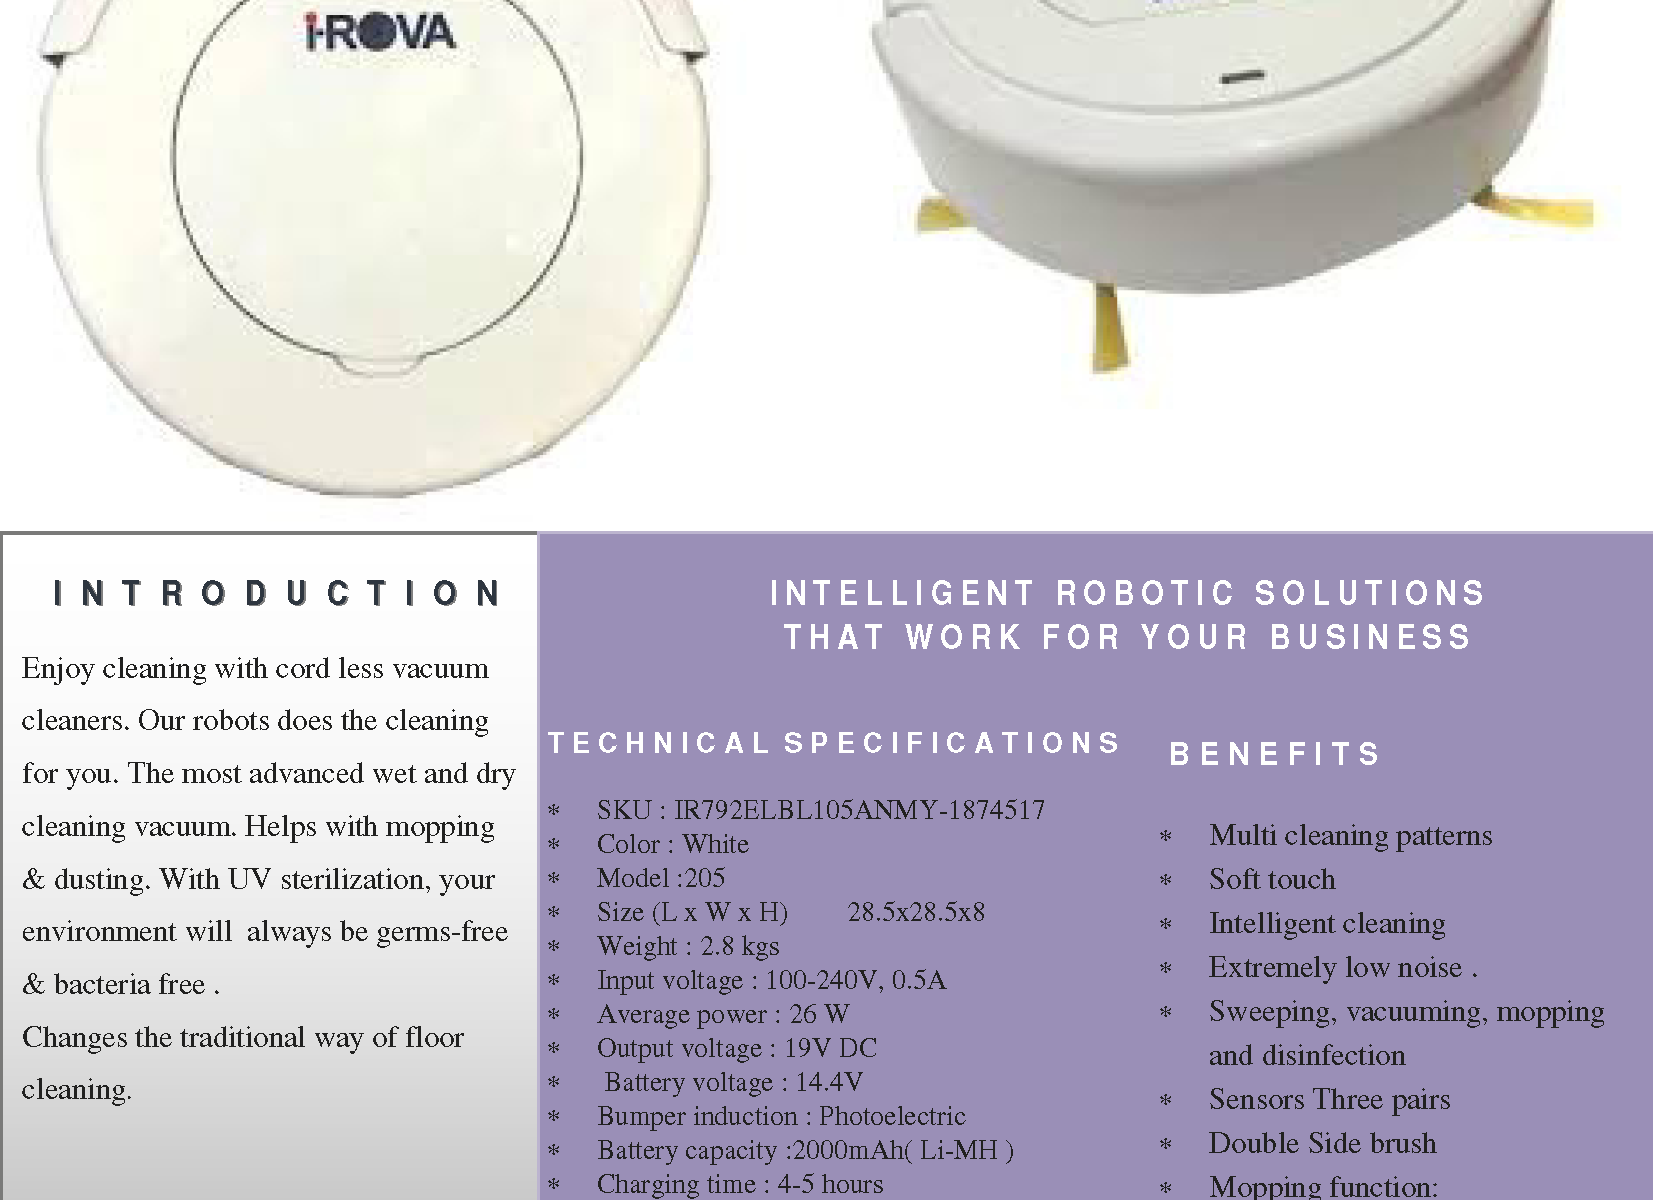 i-ROVA
INTRODUCTION
Enjoy cleaning with cord less vacuum
cleaners. Our robots does the cleaning
for you. The most advanced wet and dry
cleaning vacuum. Helps with mopping
& dusting. With UV sterilization, your
environment will always be germs-free
& bacteria free .
Changes the traditional way of floor
cleaning.
INTELLIGENT ROBOTIC SOLUTIONS
THAT WORK FOR YOUR BUSINESS
TECHNICAL SPECIFICATIONS
* SKU : IR792ELBL105ANMY-1874517
* Color : White
* Model :205
* Size (L x W x H) 28.5x28.5x8
* Weight : 2.8 kgs
* Input voltage : 100-240V, 0.5A
* Average power : 26 W
* Output voltage : 19V DC
* Battery voltage : 14.4V
* Bumper induction : Photoelectric
* Battery capacity :2000mAh( Li-MH )
* Charging time : 4-5 hours
BENEFITS
* Multi cleaning patterns
* Soft touch
* Intelligent cleaning
* Extremely low noise .
* Sweeping, vacuuming, mopping
and disinfection
* Sensors Three pairs
* Double Side brush
* Mopping function: